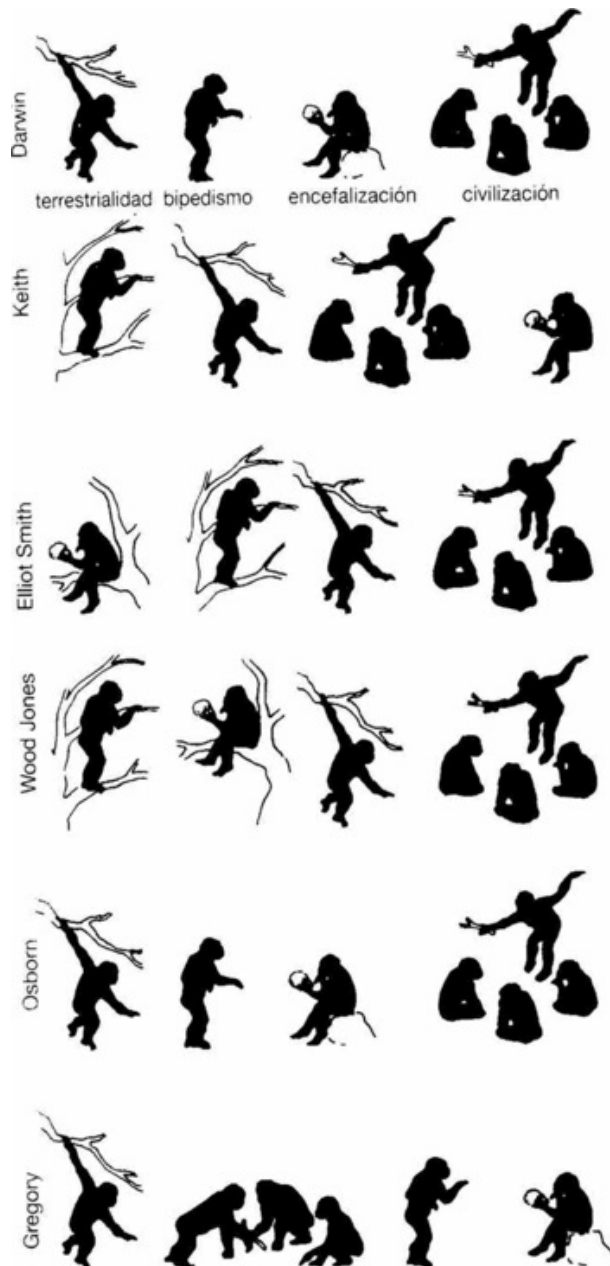 Darwin
terrestrialidad bipedismo encefalización civilización
Keith
Elliot Smith
Wood Jones
Osborn
Gregory